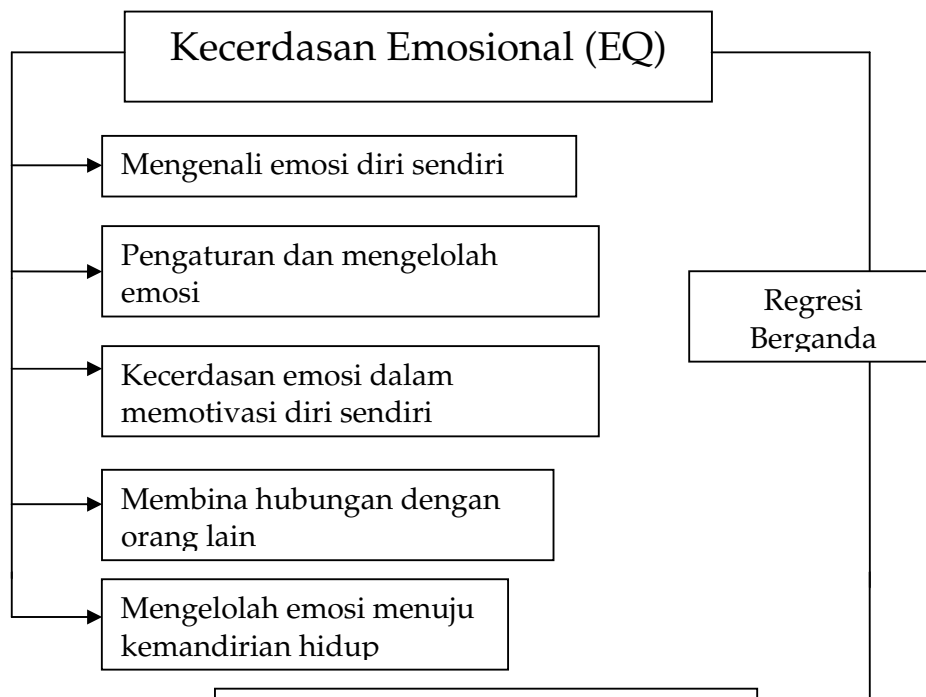 Kecerdasan Emosional (EQ)
Mengenali emosi diri sendiri
Pengaturan dan mengelolah
emosi
Regresi
Berganda
Kecerdasan emosi dalam
memotivasi diri sendiri
Membina hubungan dengan
orang lain
Mengelolah emosi menuju
kemandirian hidup